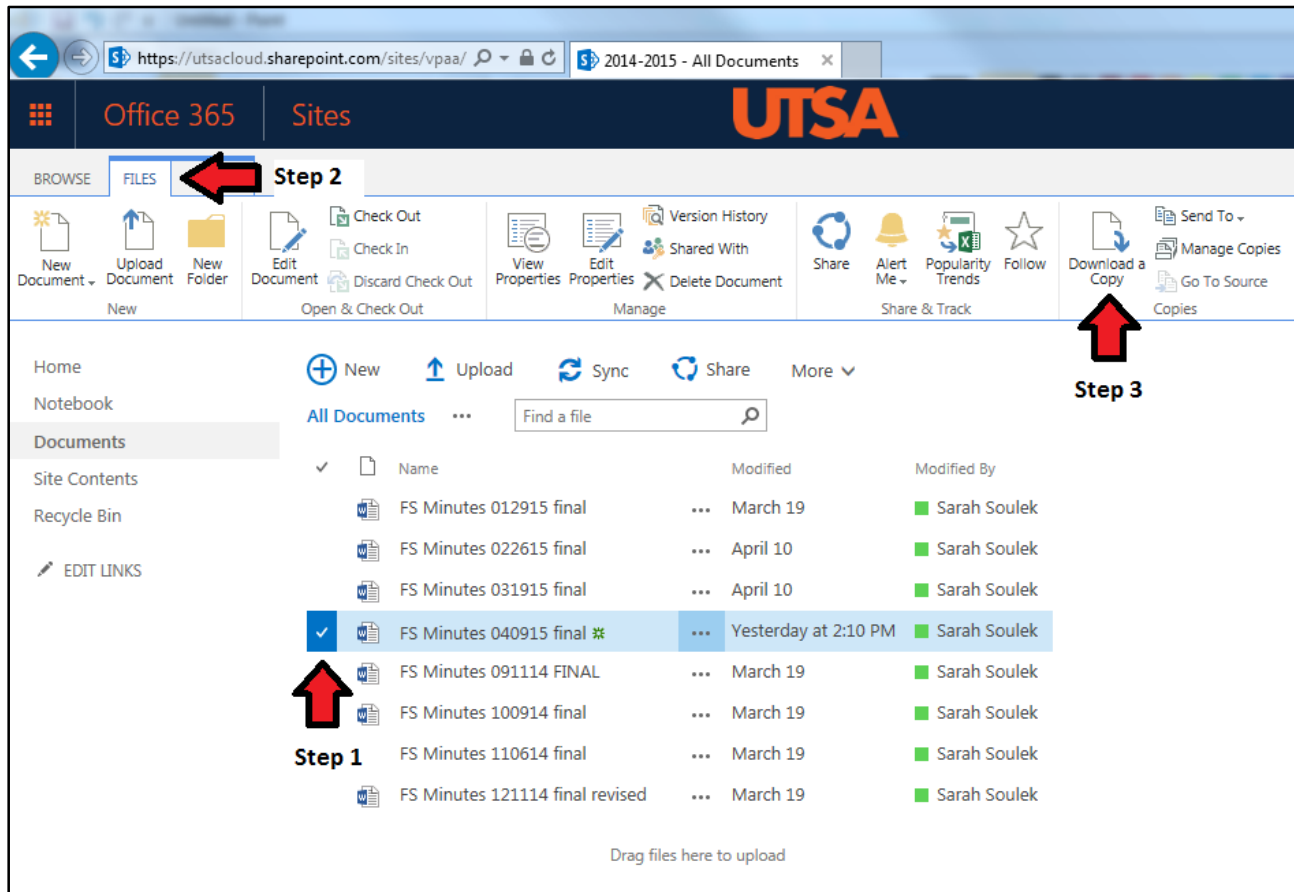 Untitled - Paint
https://utsacloud.sharepoint.com/sites/vpaa/
2014-2015 - All Documents
Office 365
Sites
UTSA
BROWSE
FILES
Step 2
New Document
Upload Document
New Folder
New
Edit Document
Check Out
Check In
Discard Check Out
Open & Check Out
View Properties
Edit Properties
Version History
Shared With
Delete Document
Manage
Share
Alert Me
Popularity Trends
Follow
Share & Track
Download a Copy
Send To
Manage Copies
Go To Source
Copies
Step 3
Home
Notebook
Documents
Site Contents
Recycle Bin
EDIT LINKS
New Upload Sync Share More
All Documents ... Find a file
Name Modified Modified By
FS Minutes 012915 final ... March 19 Sarah Soulek
FS Minutes 022615 final ... April 10 Sarah Soulek
FS Minutes 031915 final ... April 10 Sarah Soulek
FS Minutes 040915 final ... Yesterday at 2:10 PM Sarah Soulek
FS Minutes 091114 FINAL ... March 19 Sarah Soulek
FS Minutes 100914 final ... March 19 Sarah Soulek
Step 1
FS Minutes 110614 final ... March 19 Sarah Soulek
FS Minutes 121114 final revised ... March 19 Sarah Soulek
Drag files here to upload